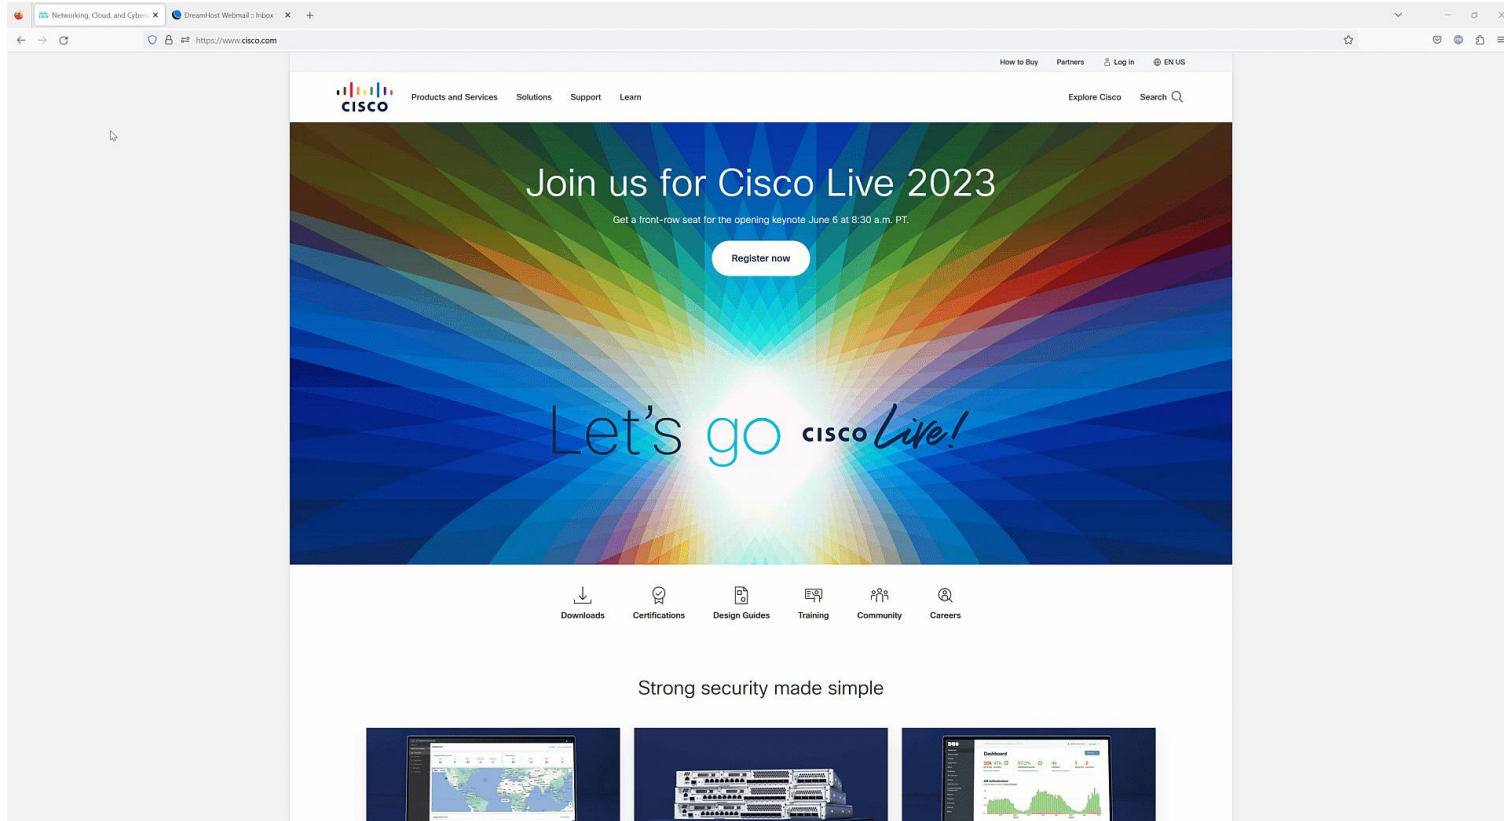 Networking, Cloud, and Cyber
DreamHost Webmail :: Inbox
https://www.cisco.com
How to Buy Partners Log in EN US
CISCO
Products and Services Solutions Support Learn
Explore Cisco Search
Join us for Cisco Live 2023
Get a front-row seat for the opening keynote June 6 at 8:30 a.m. PT.
Register now
Let's go CISCO Live!
Downloads Certifications Design Guides Training Community Careers
Strong security made simple
Dashboard